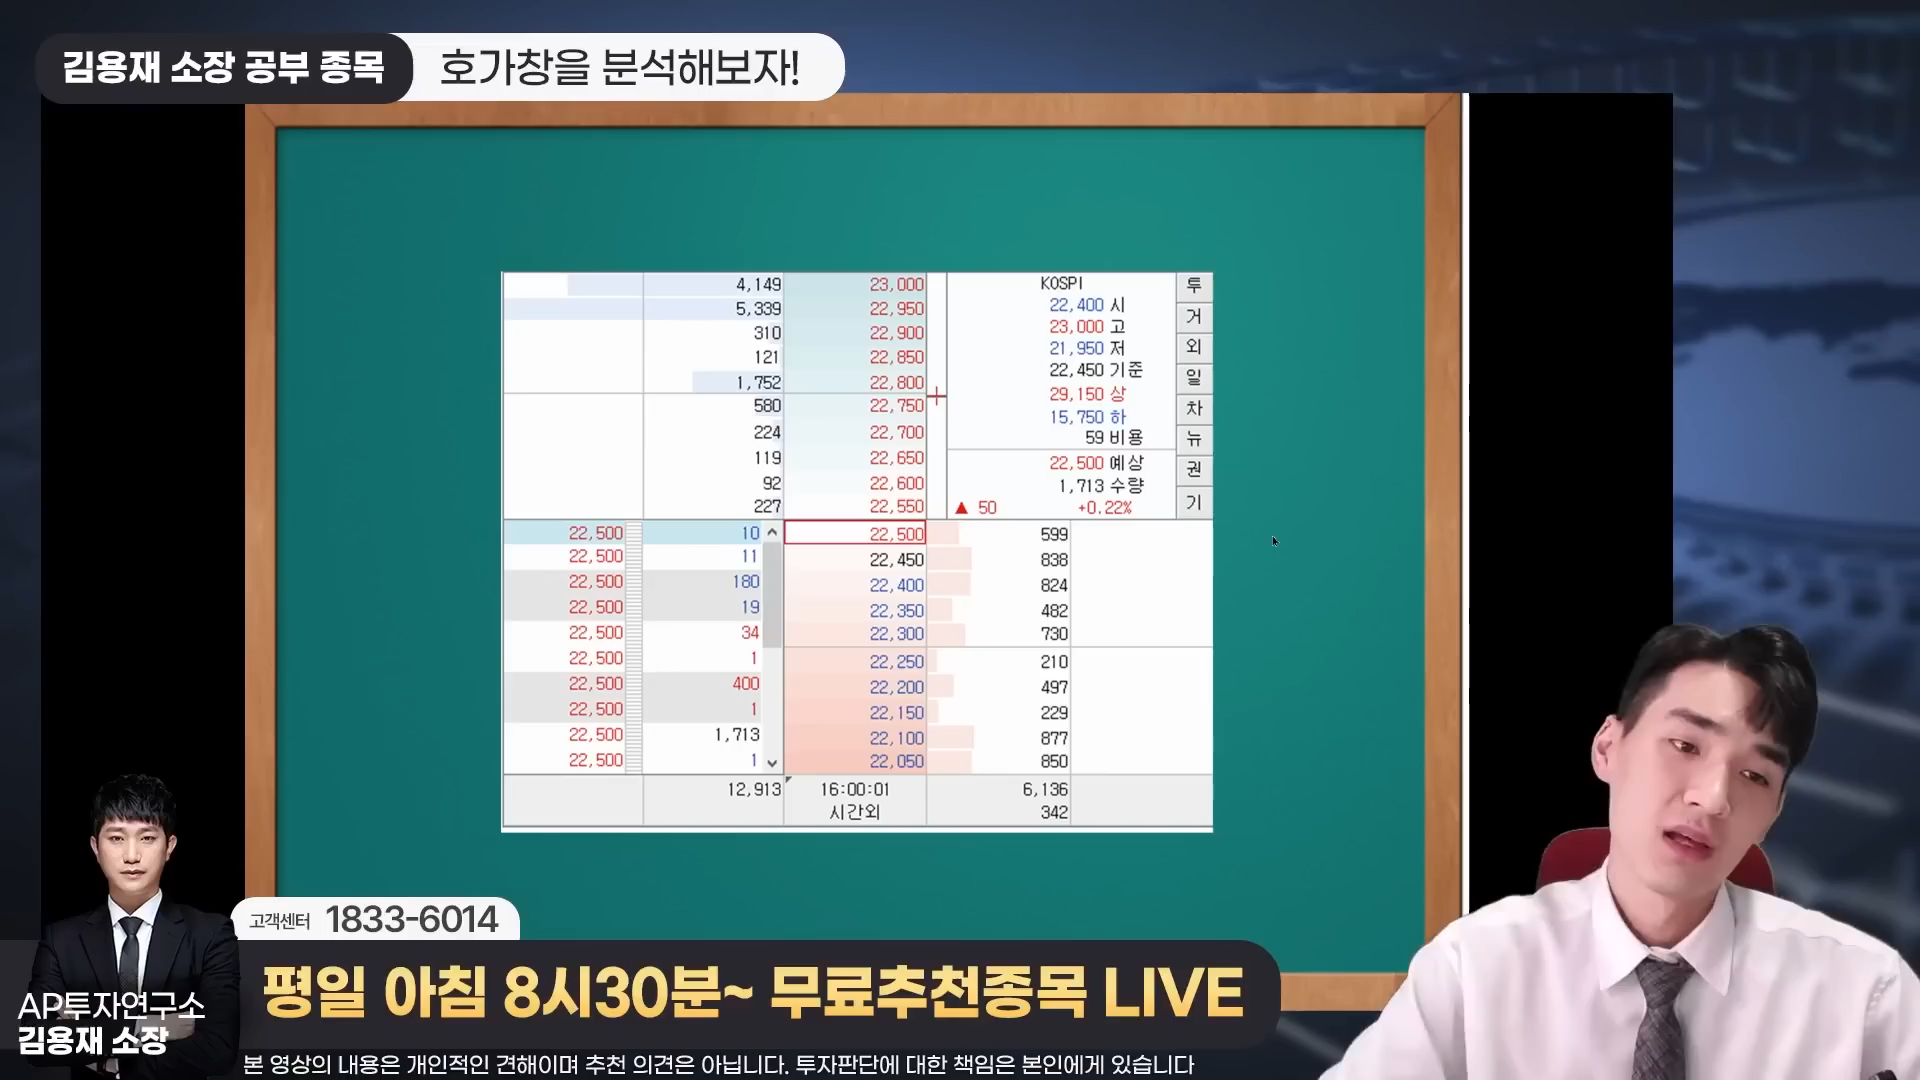 김용재 소장 공부 종목 호가창을 분석해보자!
4,149 23,000 KOSPI 투
5,339 22,950 22,400 시
310 22,900 23,000 고 거
121 22,850 21,950 저 외
1,752 22,800 22,450 기준 일
580 22,750 29,150 상 차
224 22,700 15,750 하 뉴
59 비용
119 22,650 22,500 예상 권
92 22,600 1,713 수량
227 22,550 ▲ 50 +0.22% 기
22,500 10 22,500 599
22,500 11 22,450 838
22,500 180 22,400 824
22,500 19 22,350 482
22,500 34 22,300 730
22,500 1 22,250 210
22,500 400 22,200 497
22,500 1 22,150 229
22,500 1,713 22,100 877
22,500 1 22,050 850
12,913 16:00:01 6,136
시간외 342
고객센터 1833-6014
평일 아침 8시30분~ 무료추천종목 LIVE
AP투자연구소
김용재 소장
본 영상의 내용은 개인적인 견해이며 추천 의견은 아닙니다. 투자판단에 대한 책임은 본인에게 있습니다